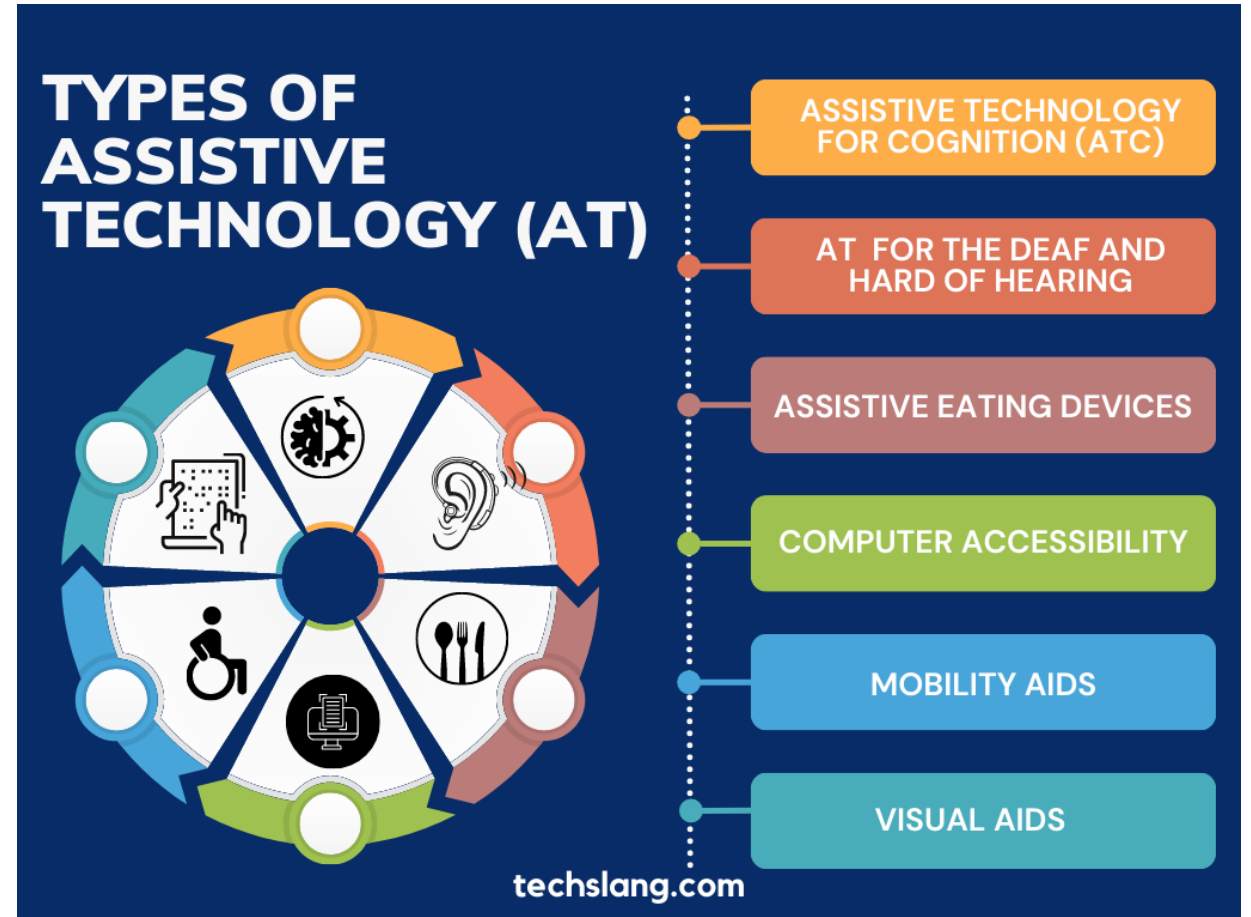 TYPES OF
ASSISTIVE
TECHNOLOGY (AT)
ASSISTIVE TECHNOLOGY
FOR COGNITION (ATC)
AT FOR THE DEAF AND
HARD OF HEARING
ASSISTIVE EATING DEVICES
COMPUTER ACCESSIBILITY
MOBILITY AIDS
VISUAL AIDS
techslang.com